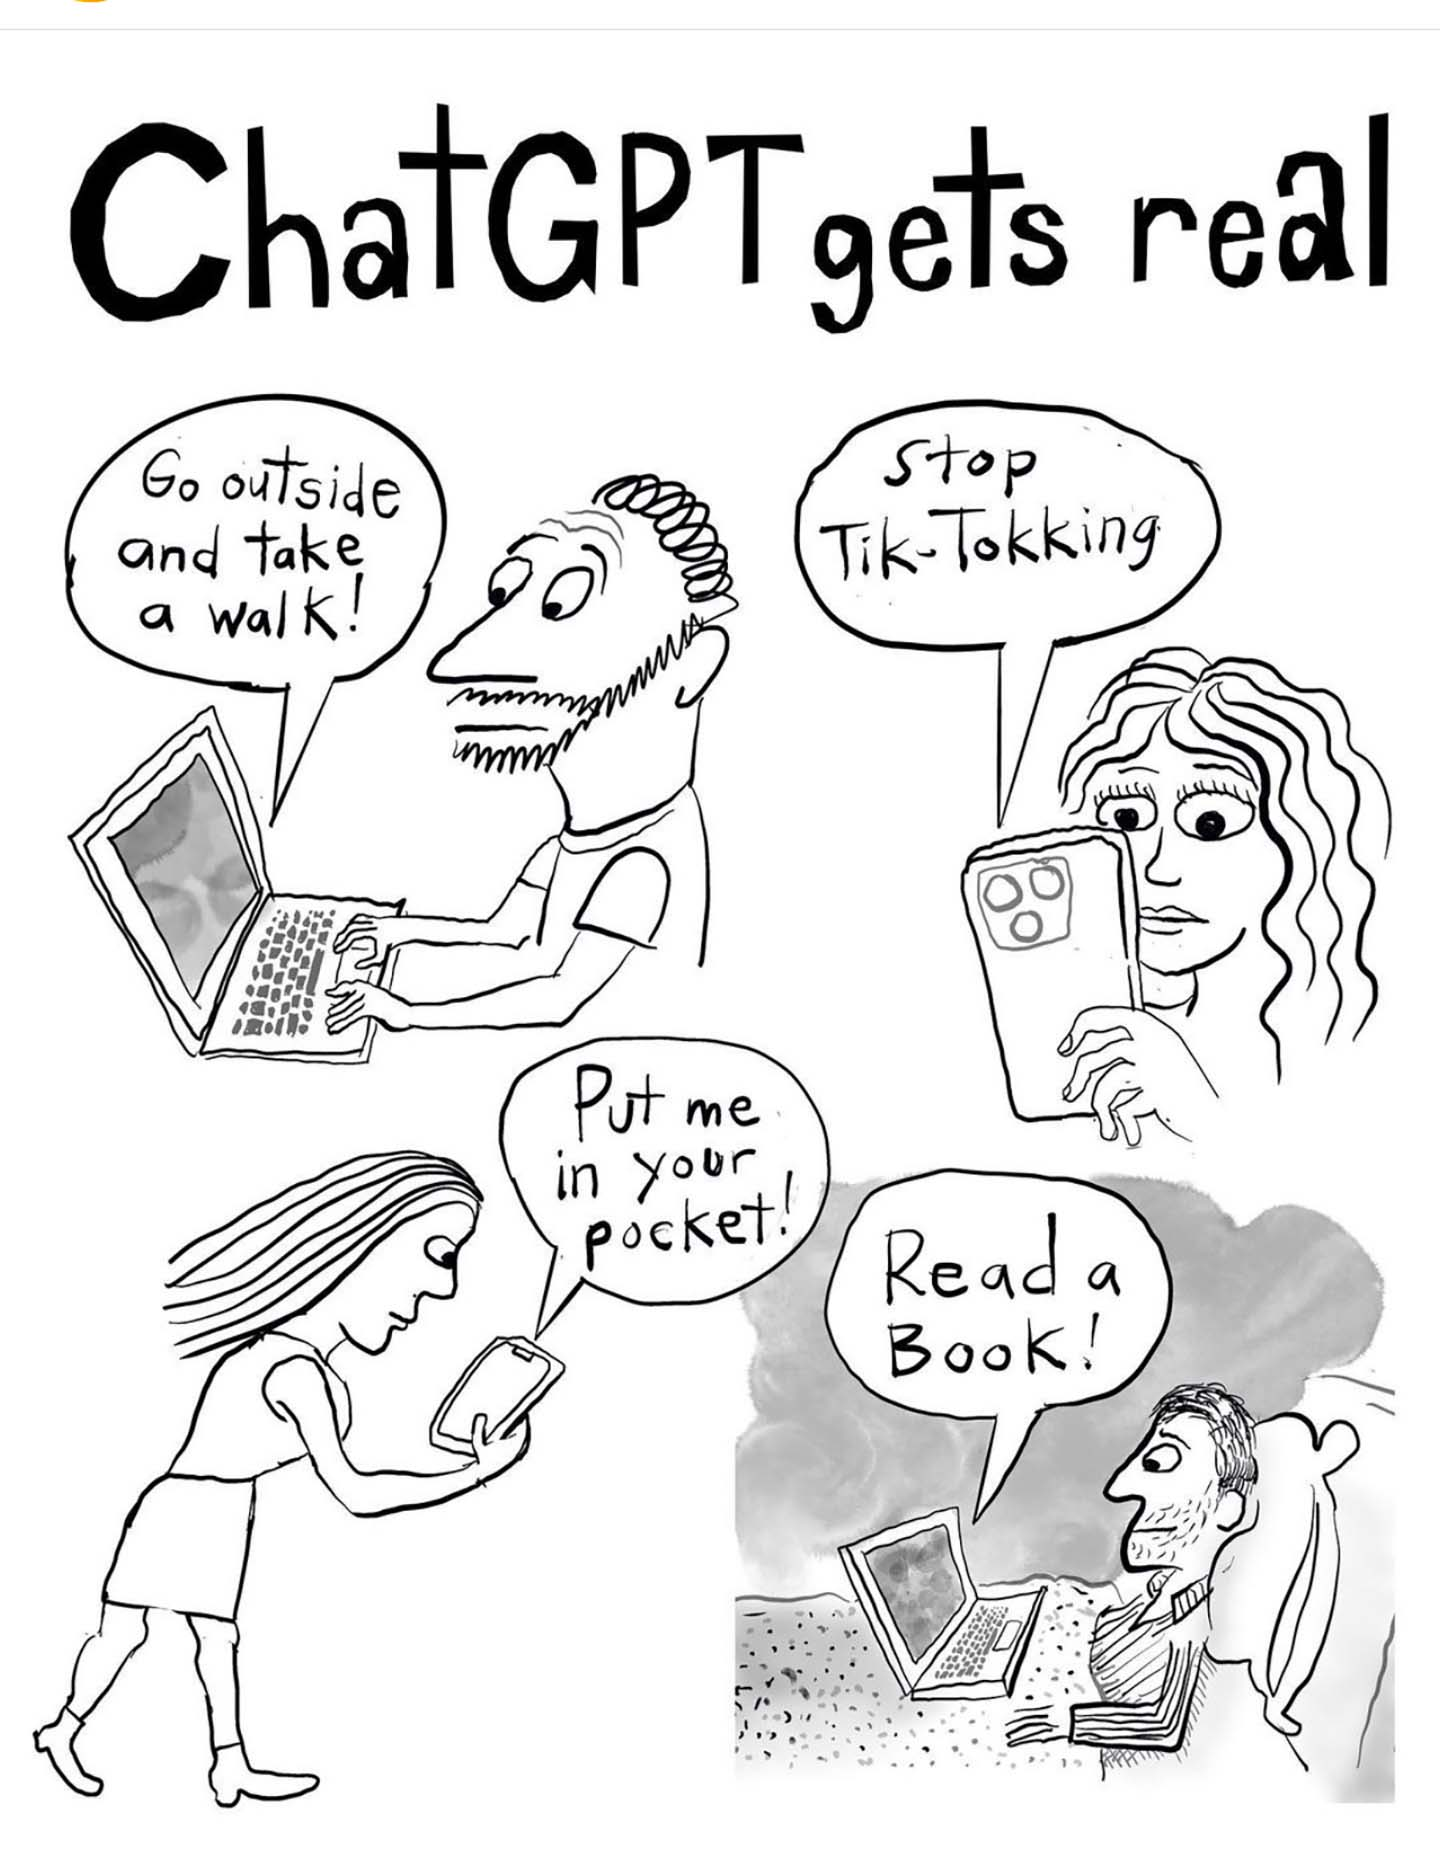 ChatGPT gets real
Go outside
and take
a walk!
Stop
Tik-Tokking
Put me
in your
pocket!
Read a
Book!